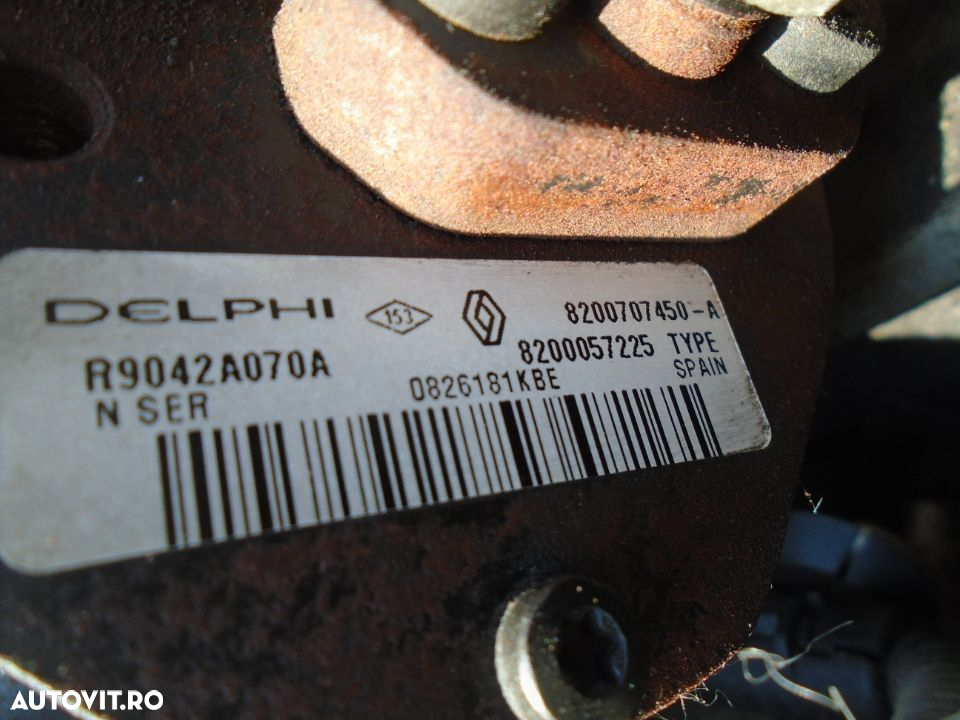 DELPHI 153 8200707450-A
R9042A070A 8200057225 TYPE
N SER 0826181KBE SPAIN
AUTOVIT.RO